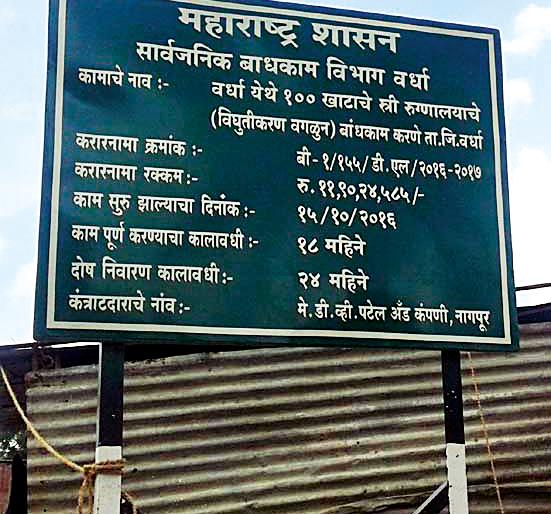 महाराष्ट्र शासन
सार्वजनिक बाधकाम विभाग वर्धा
कामाचे नाव :- वर्धा येथे १०० खाटाचे स्त्री रुग्णालयाचे
(विघुतीकरण वगळुन) बांधकाम करणे ता.जि.वर्धा
करारनामा क्रमांक :- बी-१/१५५/डी.एल/२०१६-२०१७
करारनामा रक्कम:- रु. ११,९०,२४,५८५/-
काम सुरु झाल्याचा दिनांक:- १५/१०/२०१६
काम पूर्ण करण्याचा कालावधी :- १८ महिने
दोष निवारण कालावधी:- २४ महिने
कंत्राटदाराचे नांव :- मे.डी.व्ही.पटेल अँड कंपणी,नागपूर